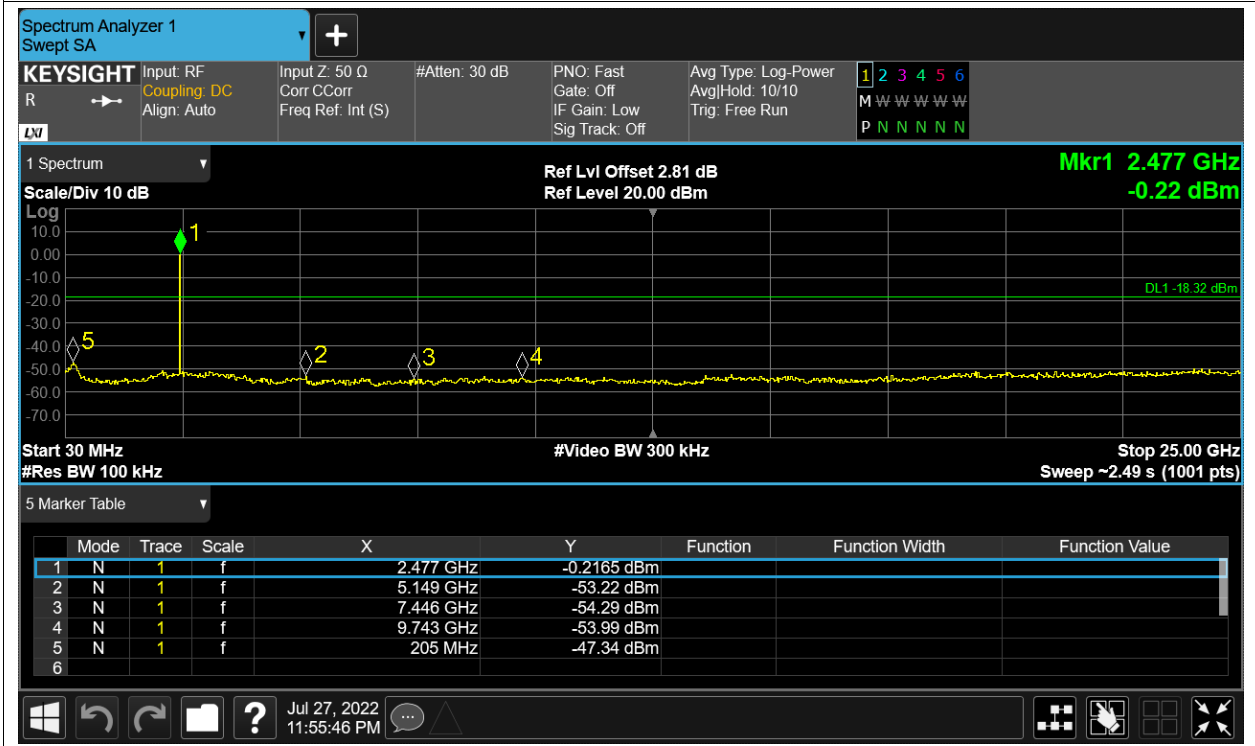 Spectrum Analyzer 1
Swept SA
+
KEYSIGHT
R
LXI
Input: RF
Coupling: DC
Align: Auto
Input Z: 50 Ω
Corr CCorr
Freq Ref: Int (S)
#Atten: 30 dB
PNO: Fast
Gate: Off
IF Gain: Low
Sig Track: Off
Avg Type: Log-Power
Avg|Hold: 10/10
Trig: Free Run
1 2 3 4 5 6
M W W W W W
P N N N N N
1 Spectrum
Scale/Div 10 dB
Ref Lvl Offset 2.81 dB
Ref Level 20.00 dBm
Mkr1 2.477 GHz
-0.22 dBm
Log
10.0
0.00
-10.0
-20.0
-30.0
-40.0
-50.0
-60.0
-70.0
1
DL1 -18.32 dBm
5
2
3
4
Start 30 MHz
#Res BW 100 kHz
#Video BW 300 kHz
Stop 25.00 GHz
Sweep ~2.49 s (1001 pts)
5 Marker Table
Mode Trace Scale X Y Function Function Width Function Value
1 N 1 f 2.477 GHz -0.2165 dBm
2 N 1 f 5.149 GHz -53.22 dBm
3 N 1 f 7.446 GHz -54.29 dBm
4 N 1 f 9.743 GHz -53.99 dBm
5 N 1 f 205 MHz -47.34 dBm
6
?
Jul 27, 2022
11:55:46 PM